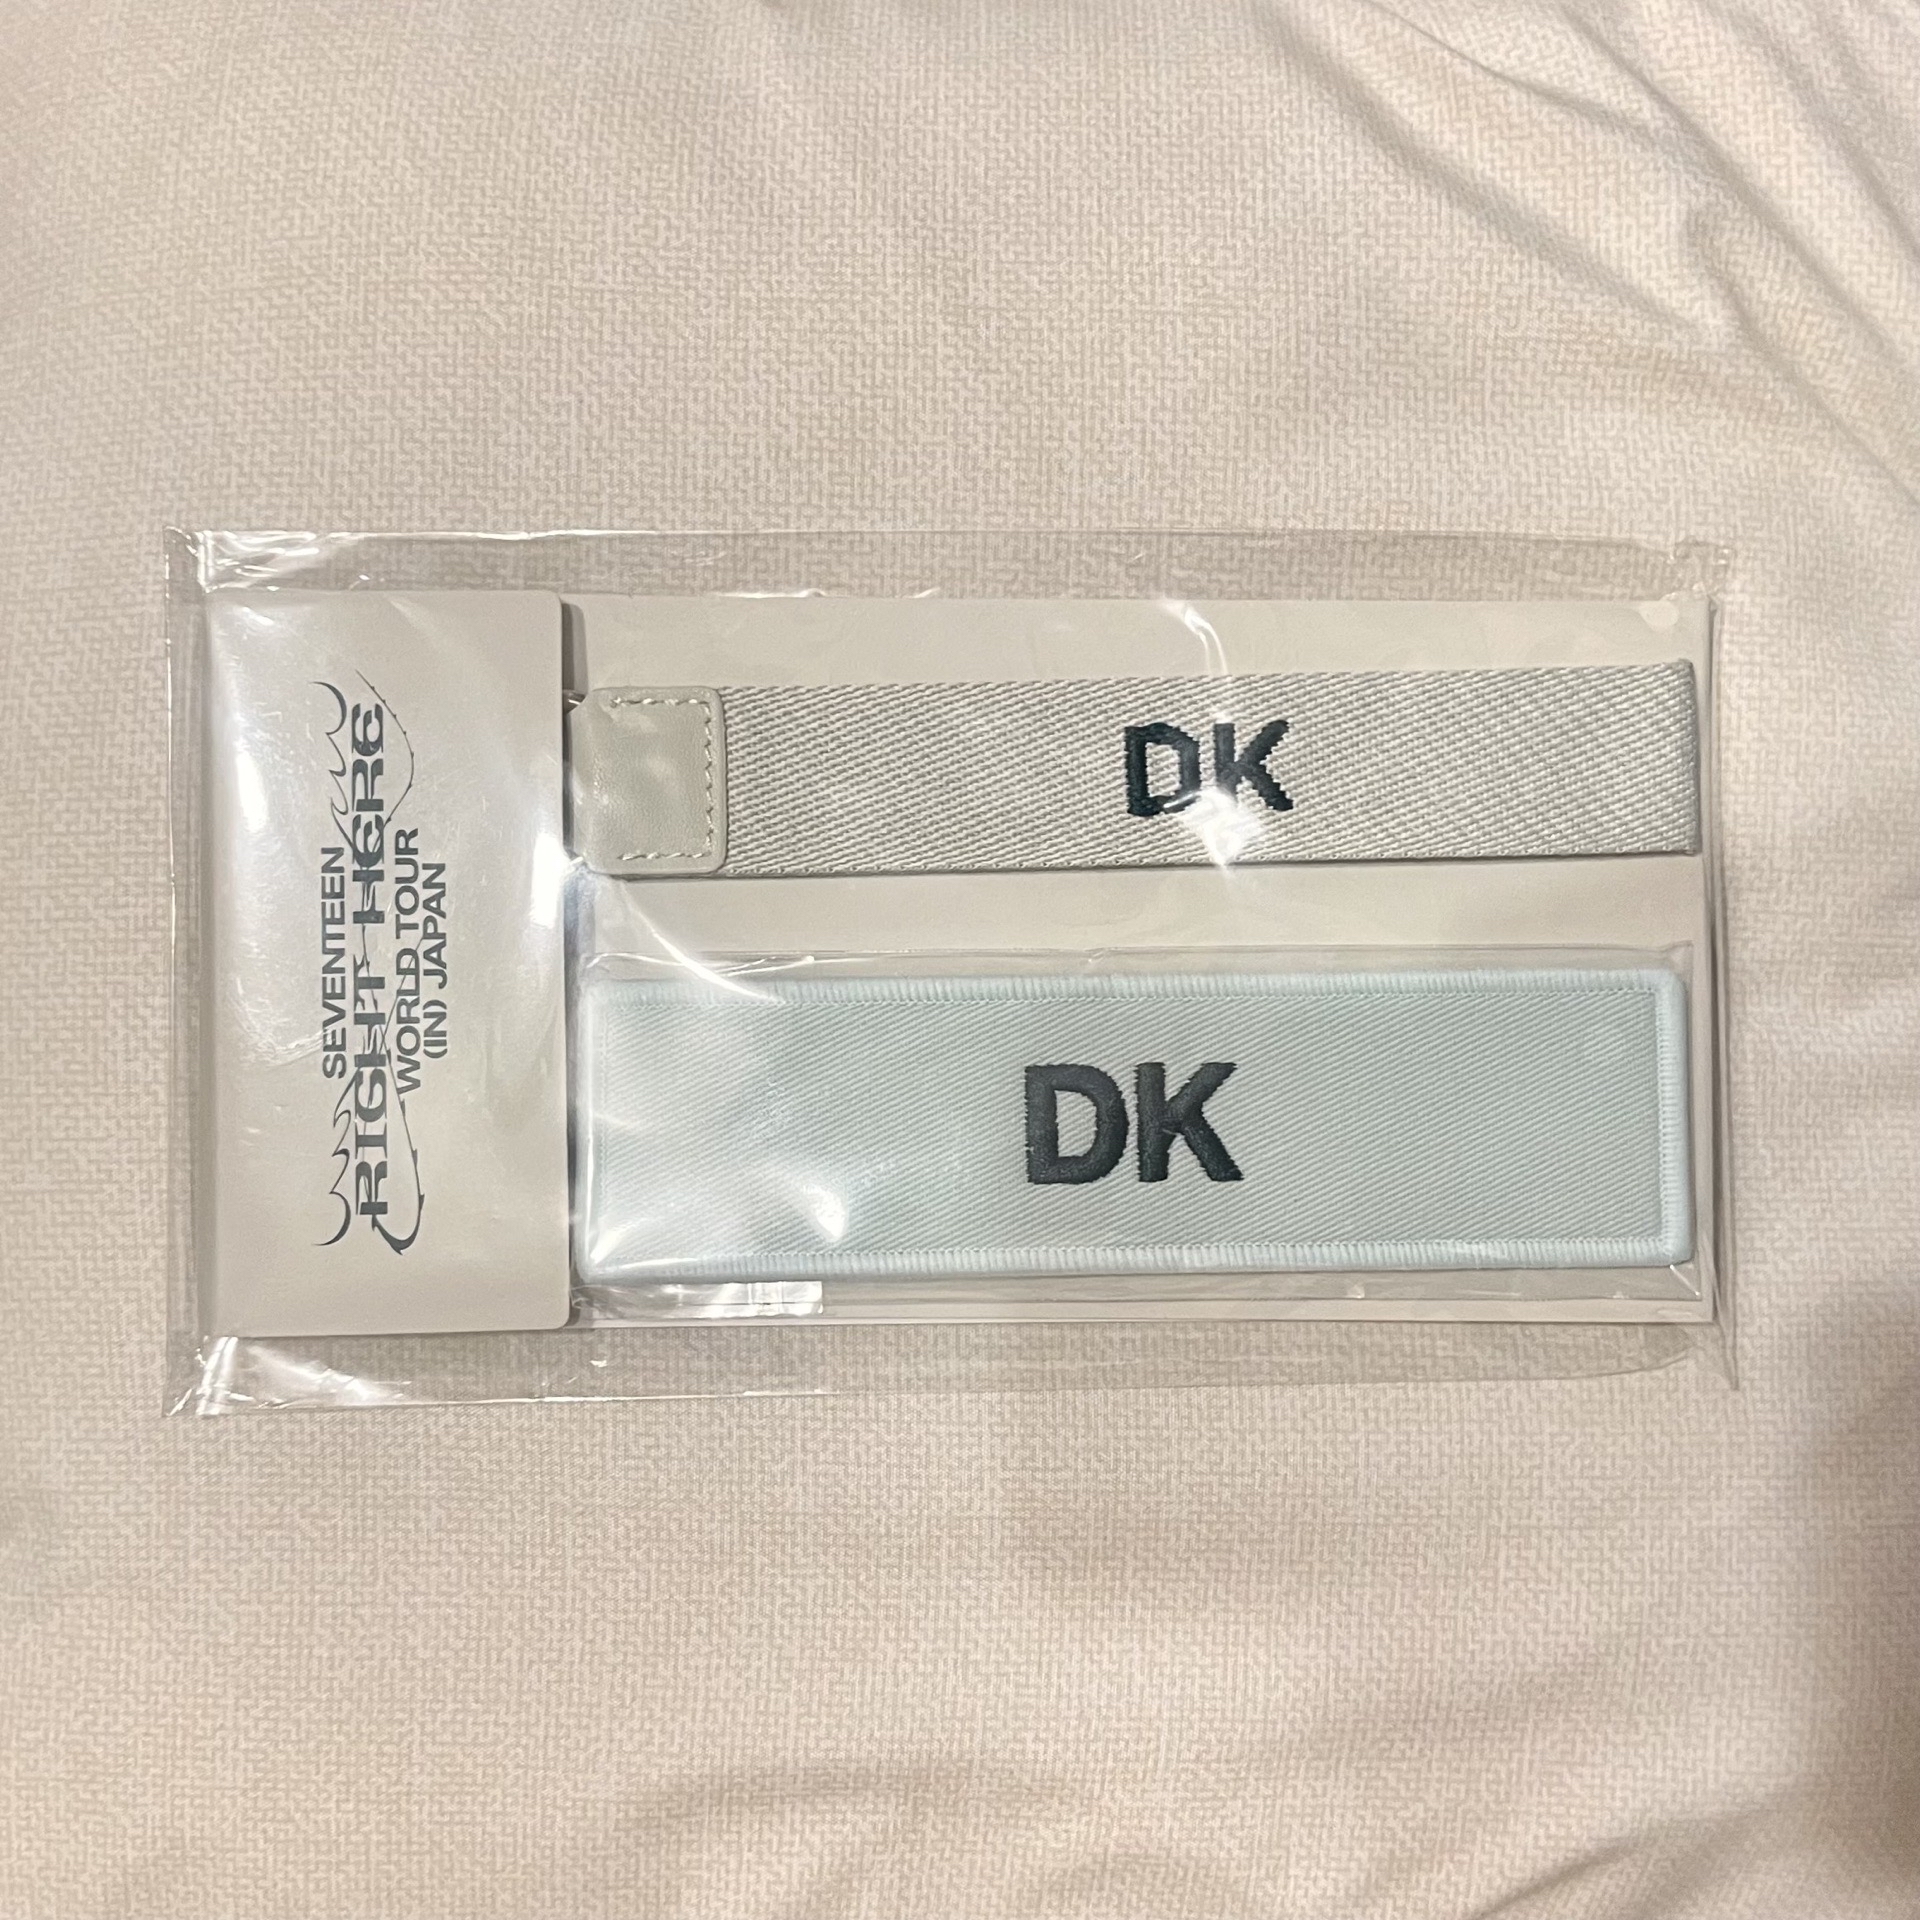 SEVENTEEN
RIGHT HERE
WORLD TOUR
(IN) JAPAN
DK
DK